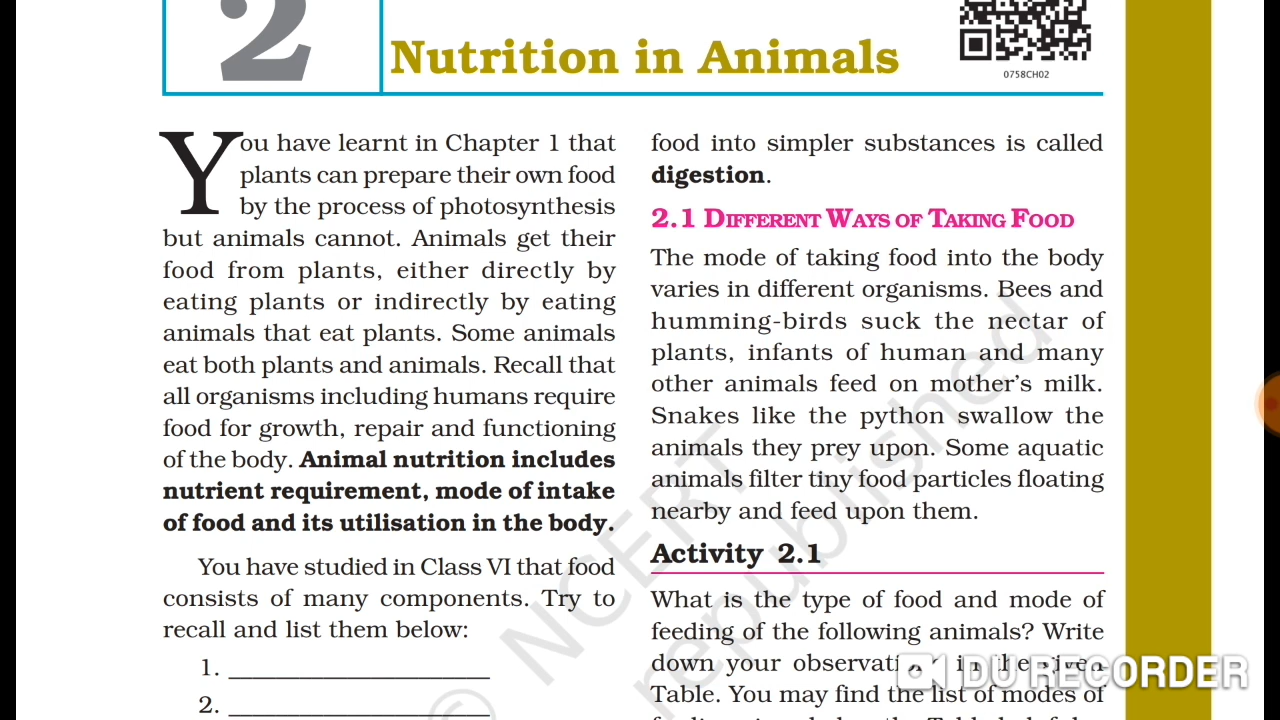 2
Nutrition in Animals
0758CH02
You have learnt in Chapter 1 that
plants can prepare their own food
by the process of photosynthesis
but animals cannot. Animals get their
food from plants, either directly by
eating plants or indirectly by eating
animals that eat plants. Some animals
eat both plants and animals. Recall that
all organisms including humans require
food for growth, repair and functioning
of the body. Animal nutrition includes
nutrient requirement, mode of intake
of food and its utilisation in the body.
You have studied in Class VI that food
consists of many components. Try to
recall and list them below:
1. ______________________
2. ______________________
food into simpler substances is called
digestion.
2.1 DIFFERENT WAYS OF TAKING FOOD
The mode of taking food into the body
varies in different organisms. Bees and
humming-birds suck the nectar of
plants, infants of human and many
other animals feed on mother's milk.
Snakes like the python swallow the
animals they prey upon. Some aquatic
animals filter tiny food particles floating
nearby and feed upon them.
Activity 2.1
What is the type of food and mode of
feeding of the following animals? Write
down your in the given
Table. You may find the list of modes of
© NCERT
republished
DU RECORDER